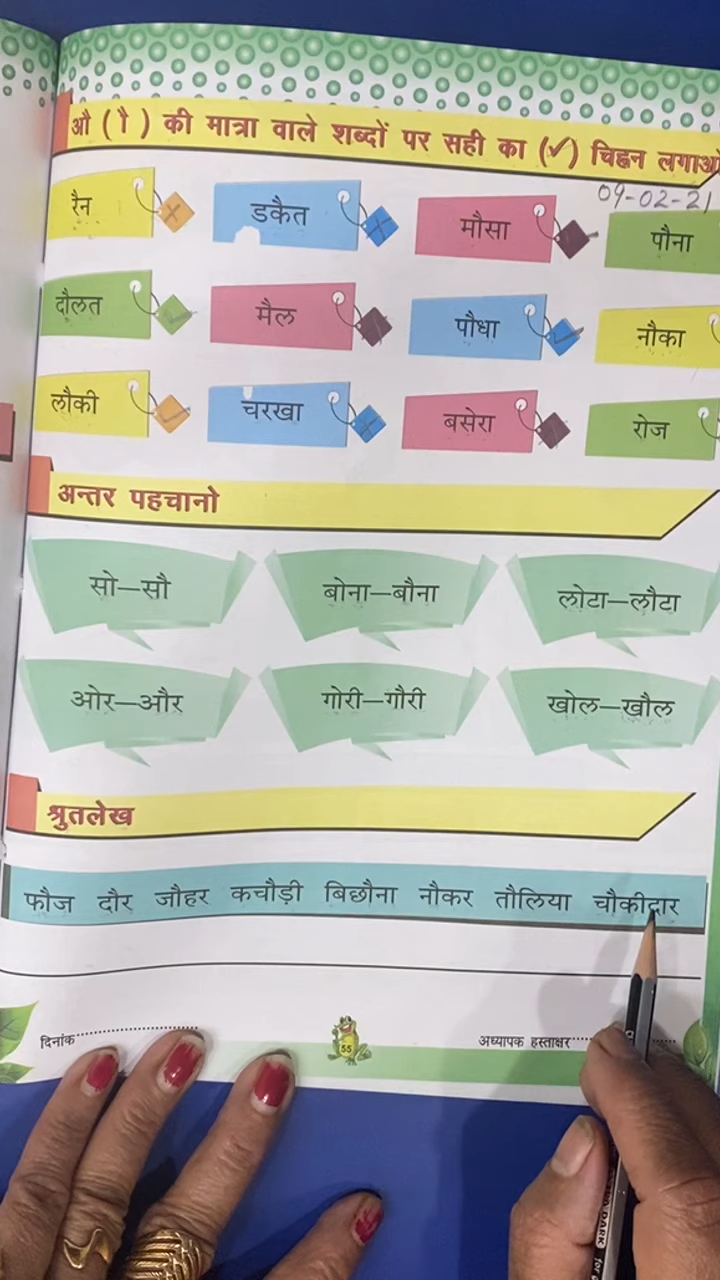 औ ( ौ ) की मात्रा वाले शब्दों पर सही का (✓) चिह्नन लगाओ
09-02-21
रैन डकैत मौसा पौना
दौलत मैल पौधा नौका
लौकी चरखा बसेरा रोज
अन्तर पहचानो
सो—सौ बोना—बौना लोटा—लौटा
ओर—और गोरी—गौरी खोल—खौल
श्रुतलेख
फौज दौर जौहर कचौड़ी बिछौना नौकर तौलिया चौकीदार
दिनांक 55 अध्यापक हस्ताक्षर